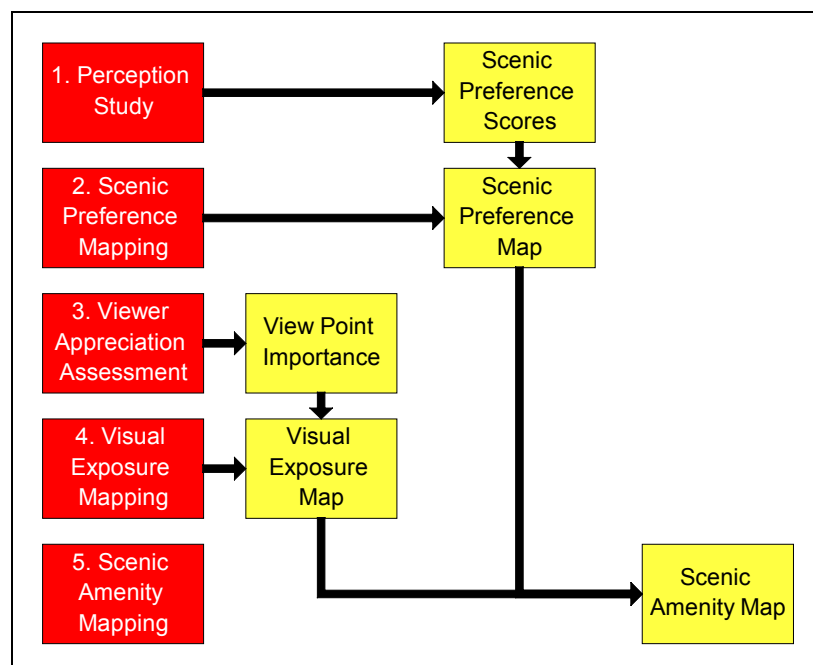 1. Perception
Study
Scenic
Preference
Scores
2. Scenic
Preference
Mapping
Scenic
Preference
Map
3. Viewer
Appreciation
Assessment
View Point
Importance
4. Visual
Exposure
Mapping
Visual
Exposure
Map
5. Scenic
Amenity
Mapping
Scenic
Amenity Map